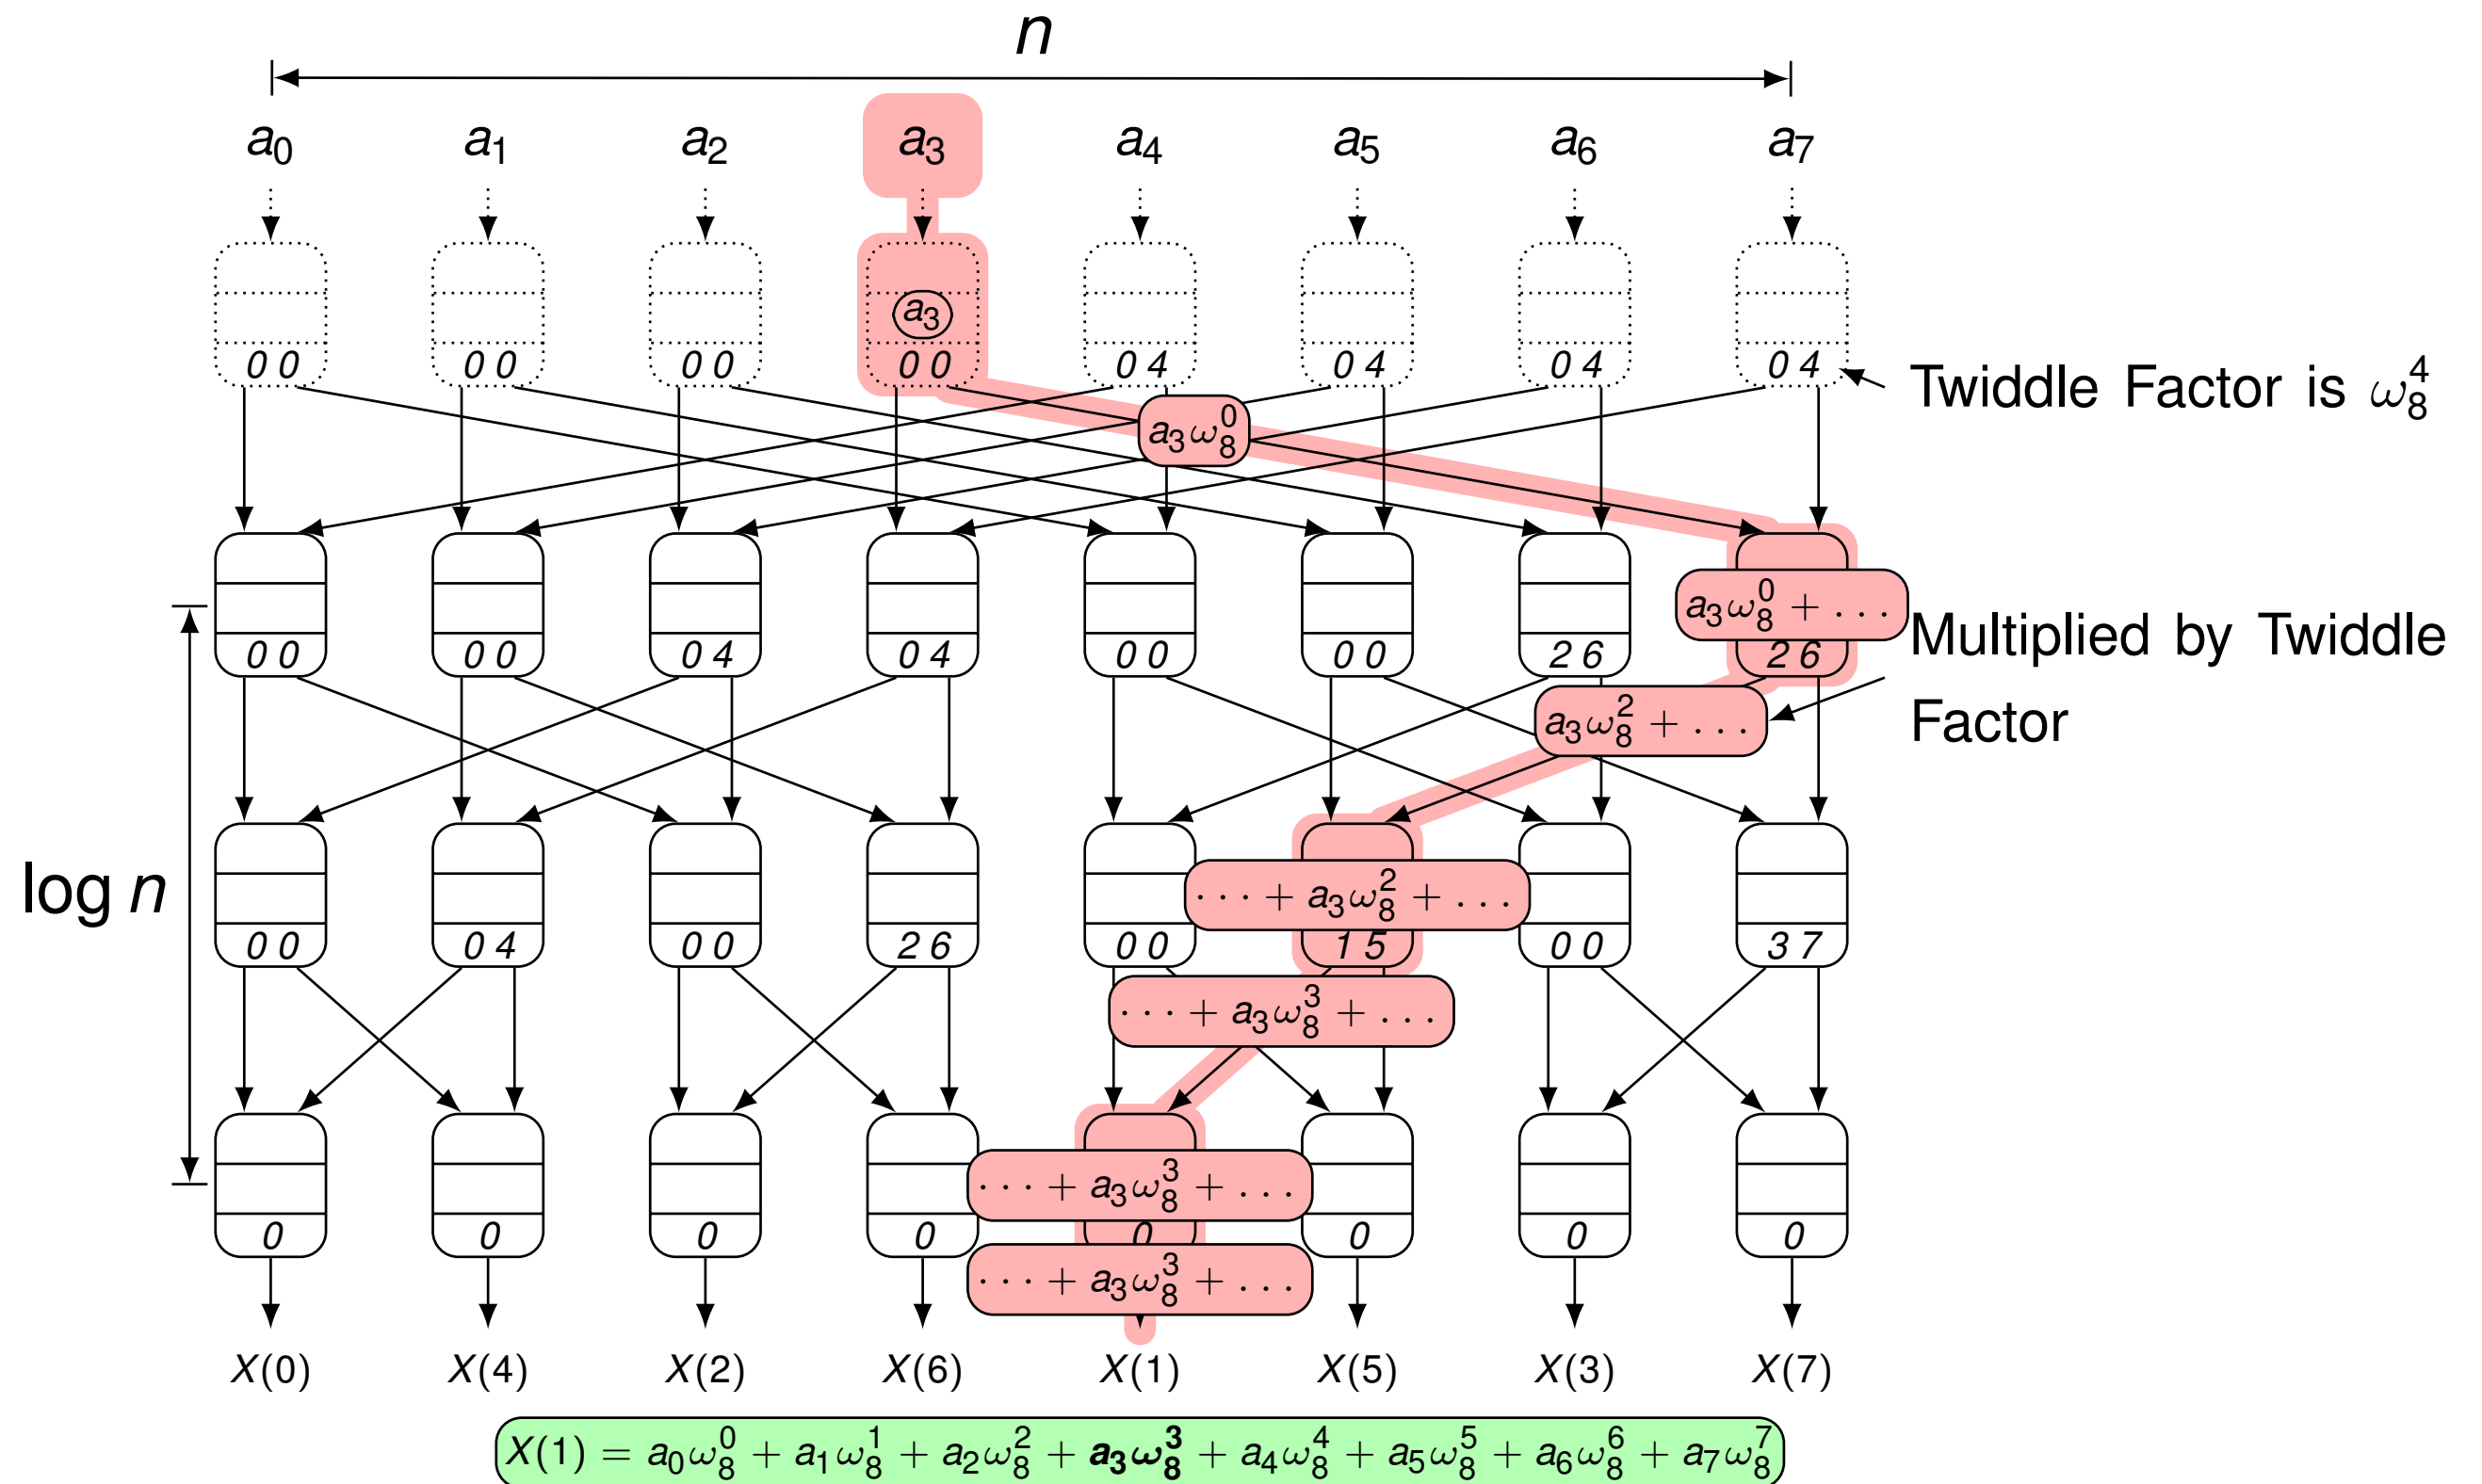 n
a₀ a₁ a₂ a₃ a₄ a₅ a₆ a₇
a₃
0 0 0 0 0 0 0 0 0 4 0 4 0 4 0 4
Twiddle Factor is ω₈⁴
a₃ω₈⁰
a₃ω₈⁰ + ...
0 0 0 0 0 4 0 4 0 0 0 0 2 6 2 6
Multiplied by Twiddle
Factor
a₃ω₈² + ...
log n
··· + a₃ω₈² + ...
0 0 0 4 0 0 2 6 0 0 1 5 0 0 3 7
··· + a₃ω₈³ + ...
··· + a₃ω₈³ + ...
0 0 0 0 0 0 0 0
··· + a₃ω₈³ + ...
X(0) X(4) X(2) X(6) X(1) X(5) X(3) X(7)
X(1) = a₀ω₈⁰ + a₁ω₈¹ + a₂ω₈² + a₃ω₈³ + a₄ω₈⁴ + a₅ω₈⁵ + a₆ω₈⁶ + a₇ω₈⁷